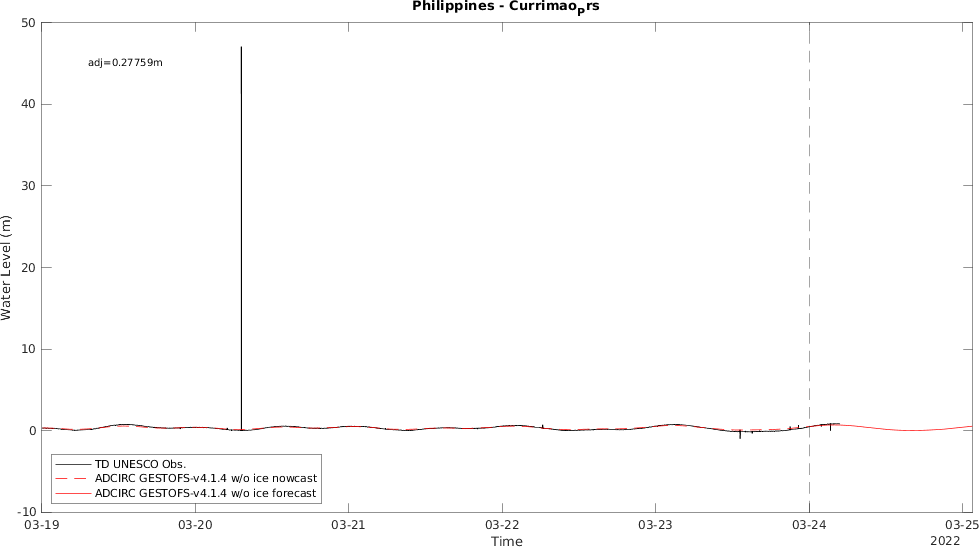 Philippines - Currimaoprs
50
adj=0.27759m
40
30
20
10
0
-10
Water Level (m)
TD UNESCO Obs.
ADCIRC GESTOFS-v4.1.4 w/o ice nowcast
ADCIRC GESTOFS-v4.1.4 w/o ice forecast
03-19 03-20 03-21 03-22 03-23 03-24 03-25
Time
2022